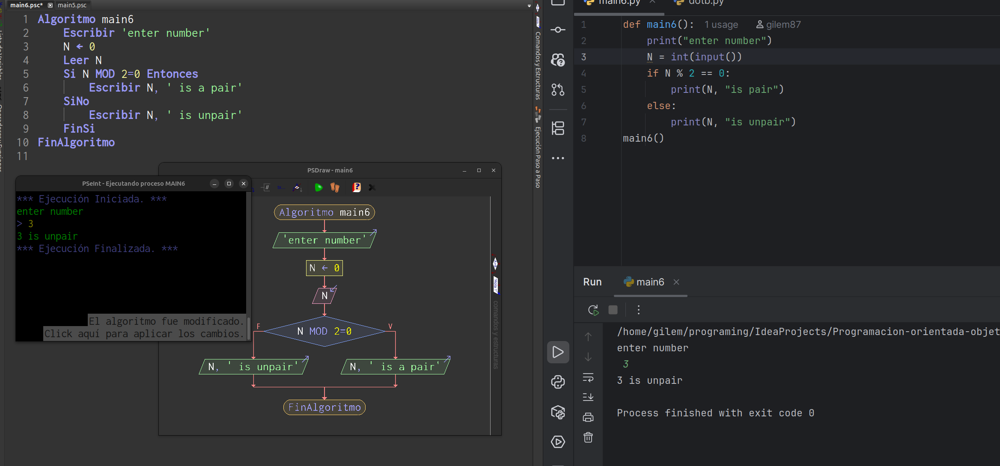 main6.psc*
main5.psc
1 Algoritmo main6
2 Escribir 'enter number'
3 N ← 0
4 Leer N
5 Si N MOD 2=0 Entonces
6 Escribir N, ' is a pair'
7 SiNo
8 Escribir N, ' is unpair'
9 FinSi
10 FinAlgoritmo
11
Comandos y Estructuras
Ejecución Paso a Paso
PSeInt - Ejecutando proceso MAIN6
*** Ejecución Iniciada. ***
enter number
> 3
3 is unpair
*** Ejecución Finalizada. ***
El algoritmo fue modificado.
Click aquí para aplicar los cambios.
PSDraw - main6
Algoritmo main6
'enter number'
N ← 0
N
N MOD 2=0
F
V
N, ' is unpair'
N, ' is a pair'
FinAlgoritmo
comandos y estructuras
main6.py
dotb.py
1 def main6(): 1 usage gilem87
2 print("enter number")
3 N = int(input())
4 if N % 2 == 0:
5 print(N, "is pair")
6 else:
7 print(N, "is unpair")
8 main6()
Run
main6
/home/gilem/programing/IdeaProjects/Programacion-orientada-objet
enter number
3
3 is unpair
Process finished with exit code 0